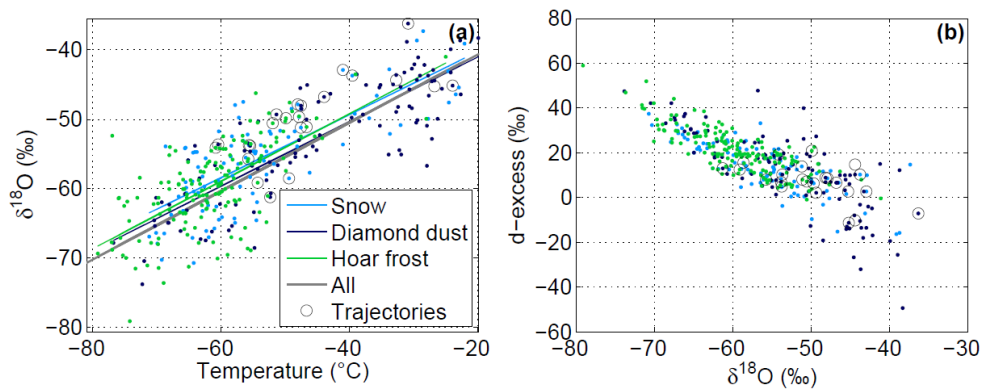 (a)
−40
−50
−60
−70
−80
δ18O (‰)
−80 −60 −40 −20
Temperature (°C)
Snow
Diamond dust
Hoar frost
All
Trajectories
(b)
80
60
40
20
0
−20
−40
−60
d−excess (‰)
−80 −70 −60 −50 −40 −30
δ18O (‰)